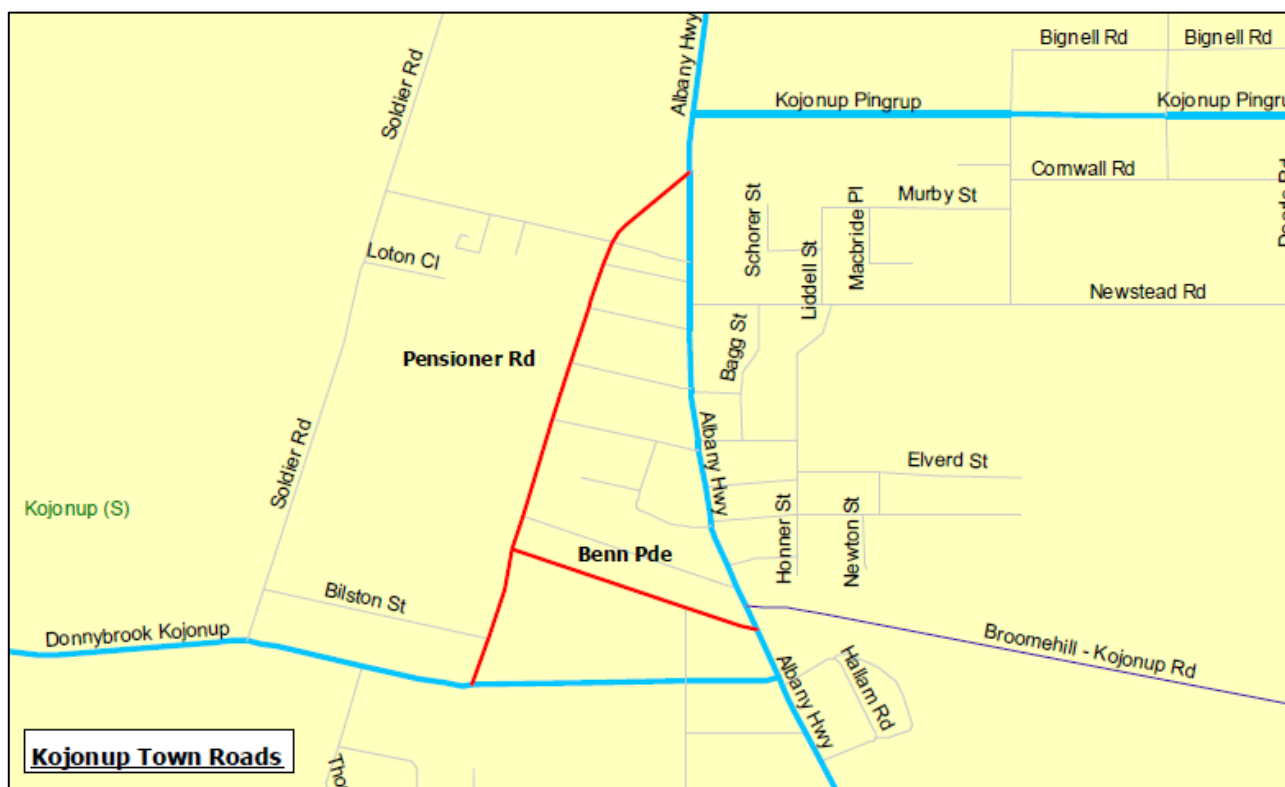 Albany Hwy
Bignell Rd
Bignell Rd
Soldier Rd
Kojonup Pingrup
Kojonup Pingru
Cornwall Rd
Murby St
Schorer St
Macbride Pl
Liddell St
Loton Cl
Newstead Rd
Bagg St
Pensioner Rd
Albany Hwy
Elverd St
Soldier Rd
Kojonup (S)
Honner St
Newton St
Benn Pde
Bilston St
Donnybrook Kojonup
Broomehill - Kojonup Rd
Albany Hwy
Hallam Rd
Kojonup Town Roads
Tho